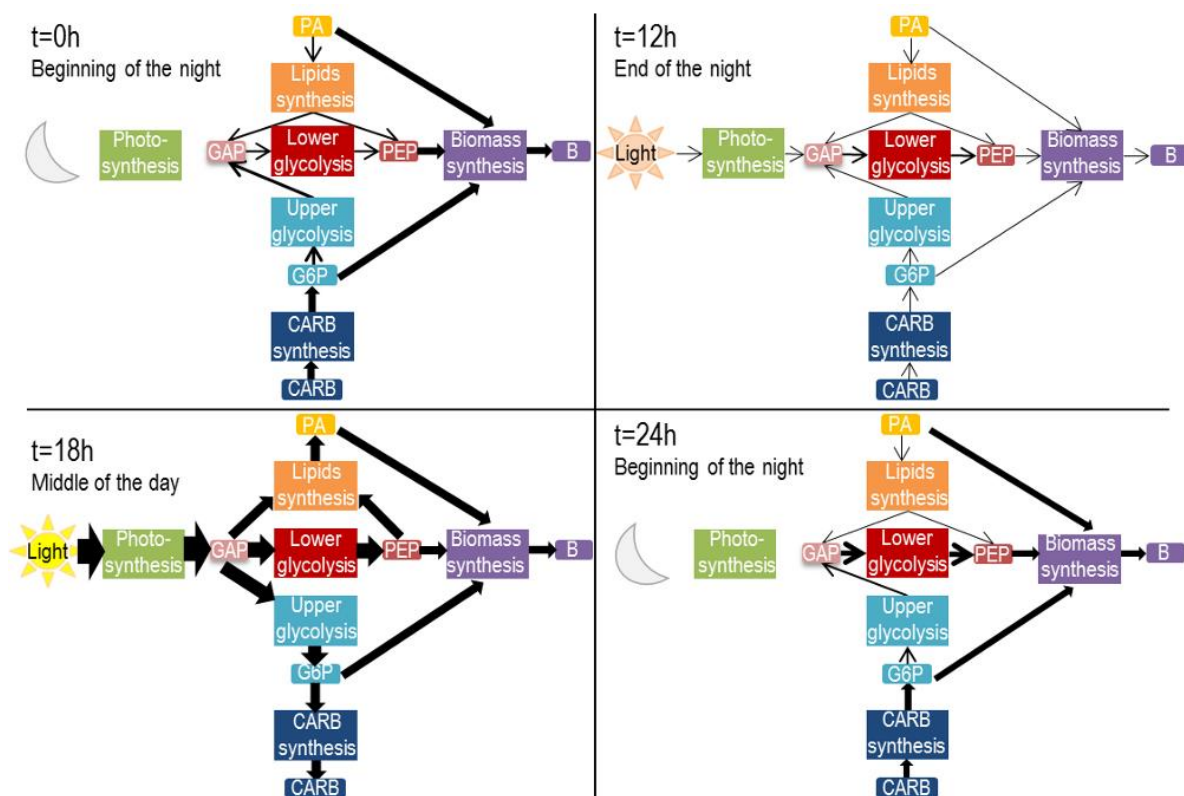 t=0h
Beginning of the night
PA
Lipids
synthesis
Photo-
synthesis
GAP
Lower
glycolysis
PEP
Biomass
synthesis
B
Upper
glycolysis
G6P
CARB
synthesis
CARB
t=12h
End of the night
PA
Lipids
synthesis
Light
Photo-
synthesis
GAP
Lower
glycolysis
PEP
Biomass
synthesis
B
Upper
glycolysis
G6P
CARB
synthesis
CARB
t=18h
Middle of the day
PA
Lipids
synthesis
Light
Photo-
synthesis
GAP
Lower
glycolysis
PEP
Biomass
synthesis
B
Upper
glycolysis
G6P
CARB
synthesis
CARB
t=24h
Beginning of the night
PA
Lipids
synthesis
Photo-
synthesis
GAP
Lower
glycolysis
PEP
Biomass
synthesis
B
Upper
glycolysis
G6P
CARB
synthesis
CARB